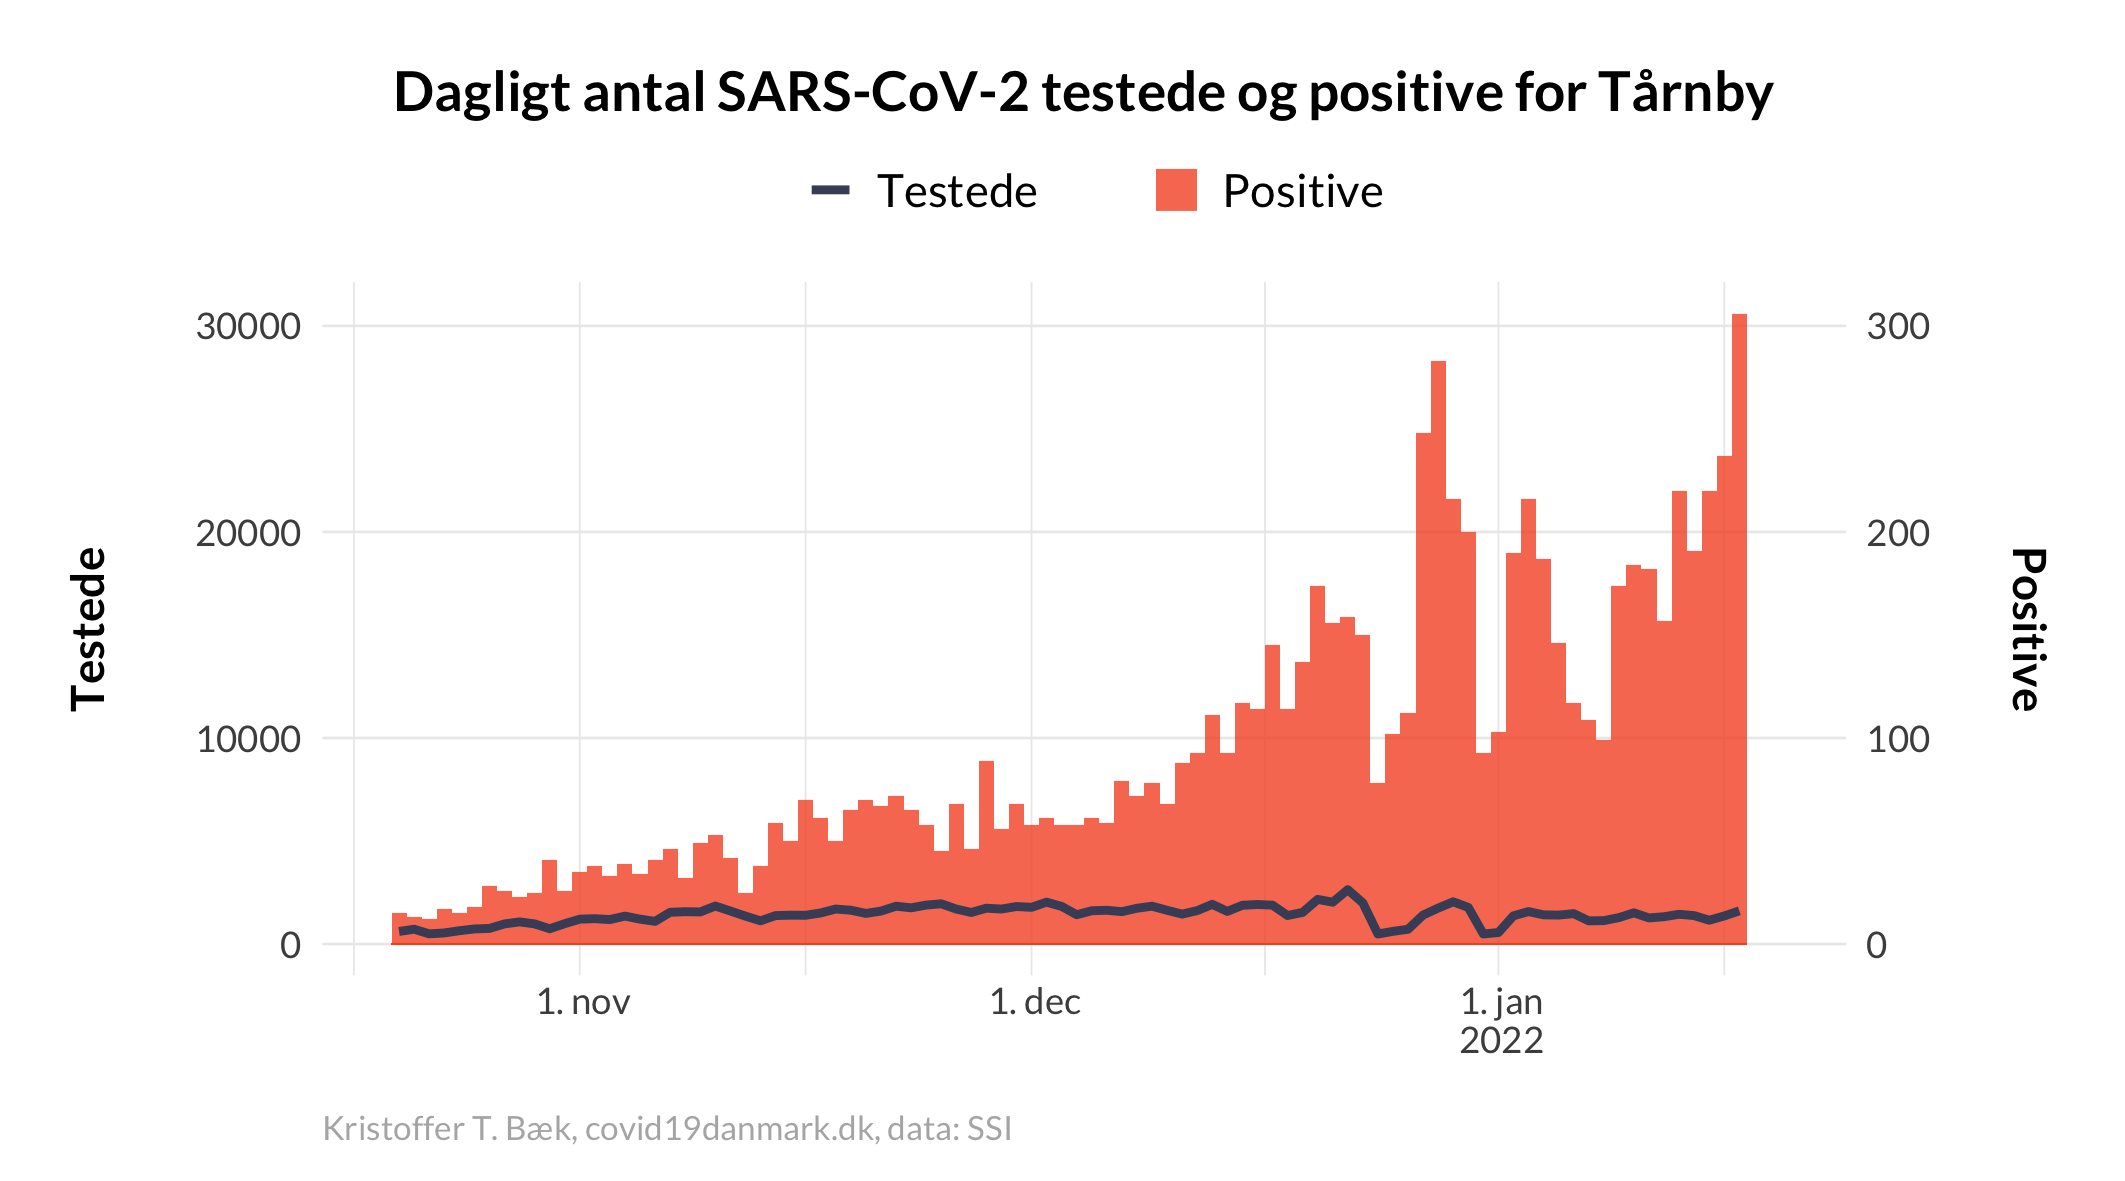 Dagligt antal SARS-CoV-2 testede og positive for Tårnby
Testede
Positive
30000
20000
10000
0
Testede
300
200
100
0
Positive
1. nov
1. dec
1. jan
2022
Kristoffer T. Bæk, covid19danmark.dk, data: SSI